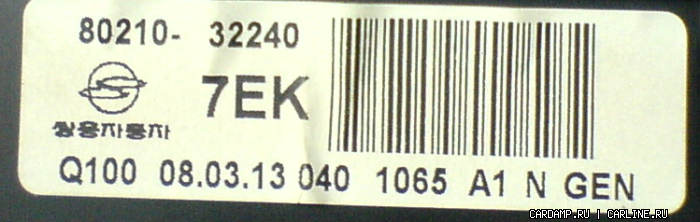 80210- 32240
7EK
쌍용자동차
Q100 08.03.13 040 1065 A1 N GEN
CARDAMP.RU | CARLINE.RU